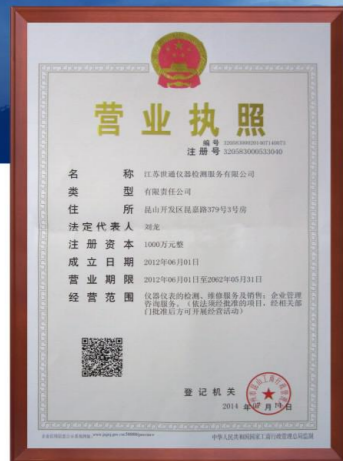 营业执照
编号 320583000201407140073
注册号 320583000533040
名称 江苏世通仪器检测服务有限公司
类型 有限责任公司
住所 昆山开发区昆嘉路379号3号房
法定代表人 刘龙
注册资本 1000万元整
成立日期 2012年06月01日
营业期限 2012年06月01日至2062年05月31日
经营范围 仪器仪表的检测、维修服务及销售；企业管理
咨询服务。（依法须经批准的项目，经相关部
门批准后方可开展经营活动）
登记机关
2014年 月 日
中华人民共和国国家工商行政管理总局监制